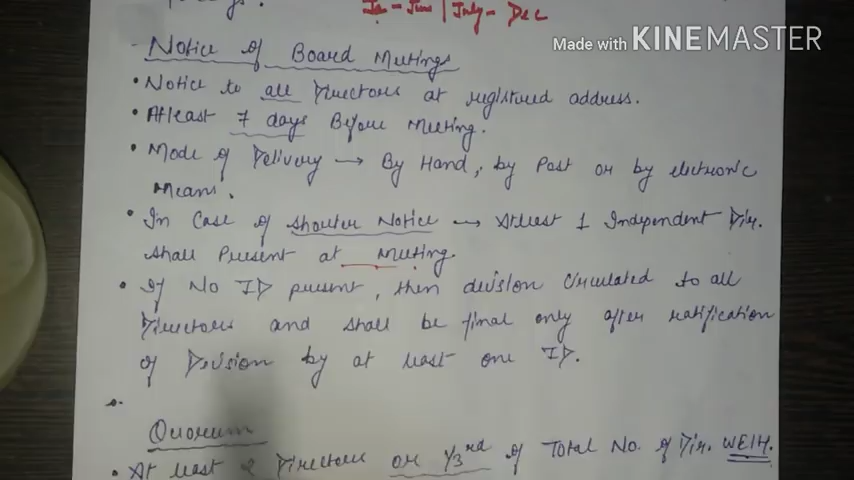 Jan - June | July - Dec
Made with KINEMASTER
- Notice of Board Meetings
• Notice to all Directors at registered address.
• Atleast 7 days Before Meeting.
• Mode of Delivery → By Hand, by Post or by electronic
Means.
• In Case of shorter Notice → Atleast 1 Independent Dir.
shall Present at Meeting.
• If No ID present, then decision Circulated to all
Directors and shall be final only after ratification
of Decision by at least one ID.
Quorum
• At least 2 Directors or 1/3rd of Total No. of Dir. WEIH.